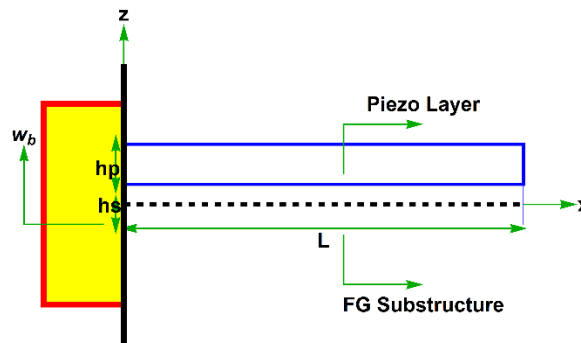 z
Piezo Layer
w_b
hp
hs
x
L
FG Substructure